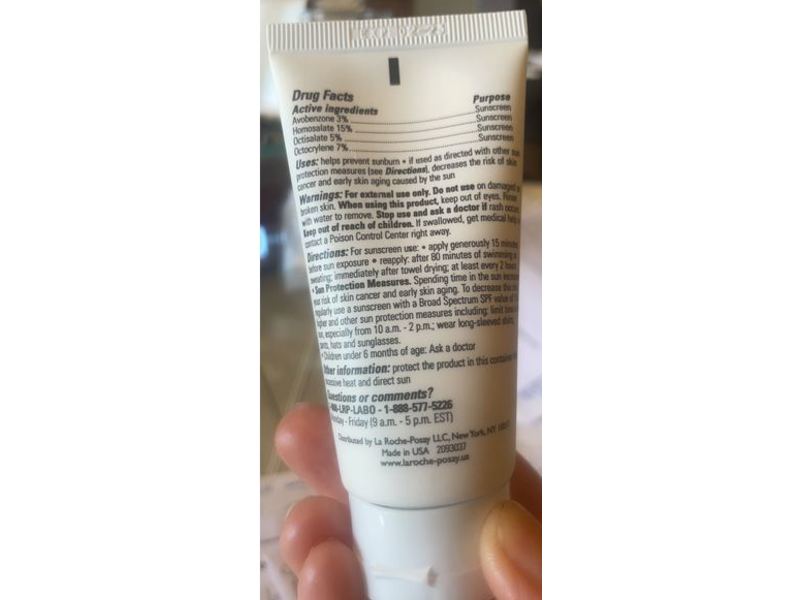 Drug Facts
Active ingredients Purpose
Avobenzone 3% Sunscreen
Homosalate 15% Sunscreen
Octisalate 5% Sunscreen
Octocrylene 7% Sunscreen
Uses: helps prevent sunburn • if used as directed with other sun
protection measures (see Directions), decreases the risk of skin
cancer and early skin aging caused by the sun
Warnings: For external use only. Do not use on damaged or
broken skin. When using this product, keep out of eyes. Rinse
with water to remove. Stop use and ask a doctor if rash occurs.
Keep out of reach of children. If swallowed, get medical help or
contact a Poison Control Center right away.
Directions: For sunscreen use: • apply generously 15 minutes
before sun exposure • reapply: after 80 minutes of swimming or
sweating; immediately after towel drying; at least every 2 hours
• Sun Protection Measures. Spending time in the sun increases
your risk of skin cancer and early skin aging. To decrease this risk,
regularly use a sunscreen with a Broad Spectrum SPF value of 15
higher and other sun protection measures including: limit time in
sun, especially from 10 a.m. - 2 p.m.; wear long-sleeved shirts,
pants, hats and sunglasses.
• Children under 6 months of age: Ask a doctor
Other information: protect the product in this container from
excessive heat and direct sun
Questions or comments?
-LRP-LABO - 1-888-577-5226
Monday - Friday (9 a.m. - 5 p.m. EST)
Distributed by La Roche-Posay LLC, New York, NY
Made in USA 2093037
www.laroche-posay.us